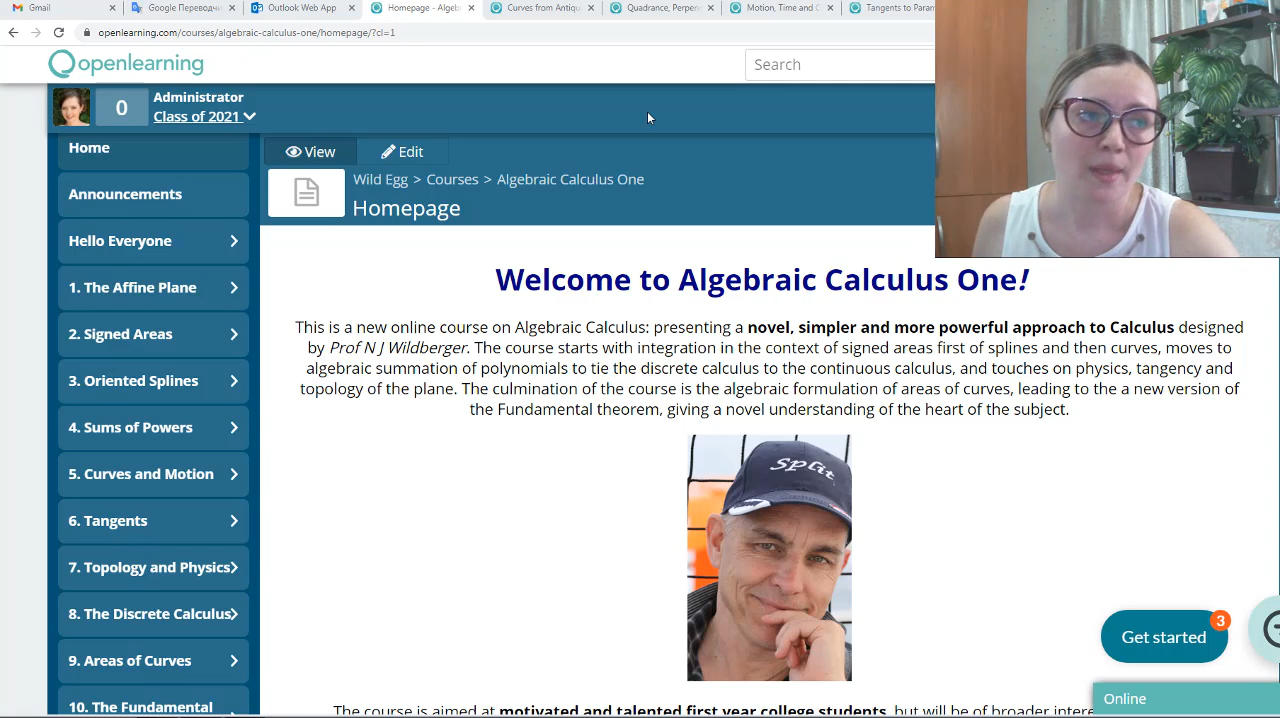 Gmail
Google Переводчи
Outlook Web App
Homepage - Algeb
Curves from Antiqu
Quadrance, Perpen
Motion, Time and C
Tangents to Param
openlearning.com/courses/algebraic-calculus-one/homepage/?cl=1
openlearning
Search
0
Administrator
Class of 2021
Home
Announcements
Hello Everyone
1. The Affine Plane
2. Signed Areas
3. Oriented Splines
4. Sums of Powers
5. Curves and Motion
6. Tangents
7. Topology and Physics
8. The Discrete Calculus
9. Areas of Curves
10. The Fundamental
View
Edit
Wild Egg > Courses > Algebraic Calculus One
Homepage
Welcome to Algebraic Calculus One!
This is a new online course on Algebraic Calculus: presenting a novel, simpler and more powerful approach to Calculus designed
by Prof N J Wildberger. The course starts with integration in the context of signed areas first of splines and then curves, moves to
algebraic summation of polynomials to tie the discrete calculus to the continuous calculus, and touches on physics, tangency and
topology of the plane. The culmination of the course is the algebraic formulation of areas of curves, leading to the a new version of
the Fundamental theorem, giving a novel understanding of the heart of the subject.
Split
The course is aimed at motivated and talented first year college students, but will be of broader intere
3
Get started
Online